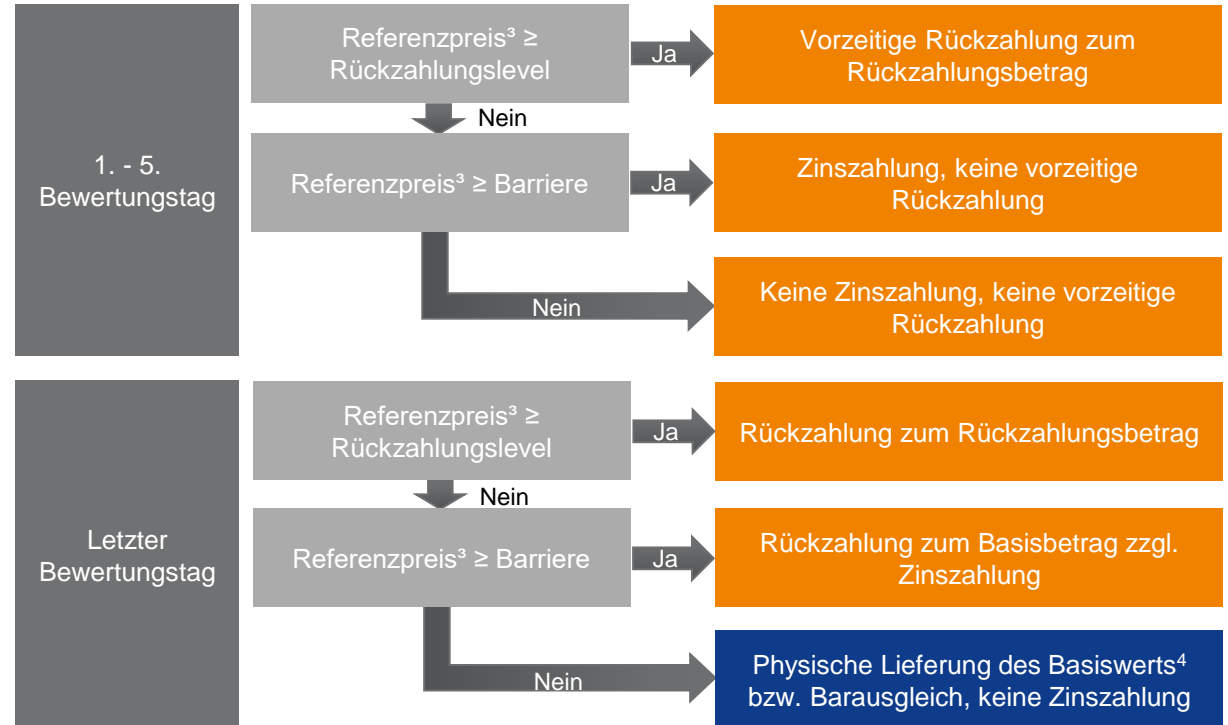 1. - 5.
Bewertungstag
Referenzpreis³ ≥
Rückzahlungslevel
Ja
Vorzeitige Rückzahlung zum
Rückzahlungsbetrag
Nein
Referenzpreis³ ≥ Barriere
Ja
Zinszahlung, keine vorzeitige
Rückzahlung
Nein
Keine Zinszahlung, keine vorzeitige
Rückzahlung
Letzter
Bewertungstag
Referenzpreis³ ≥
Rückzahlungslevel
Ja
Rückzahlung zum Rückzahlungsbetrag
Nein
Referenzpreis³ ≥ Barriere
Ja
Rückzahlung zum Basisbetrag zzgl.
Zinszahlung
Nein
Physische Lieferung des Basiswerts⁴
bzw. Barausgleich, keine Zinszahlung